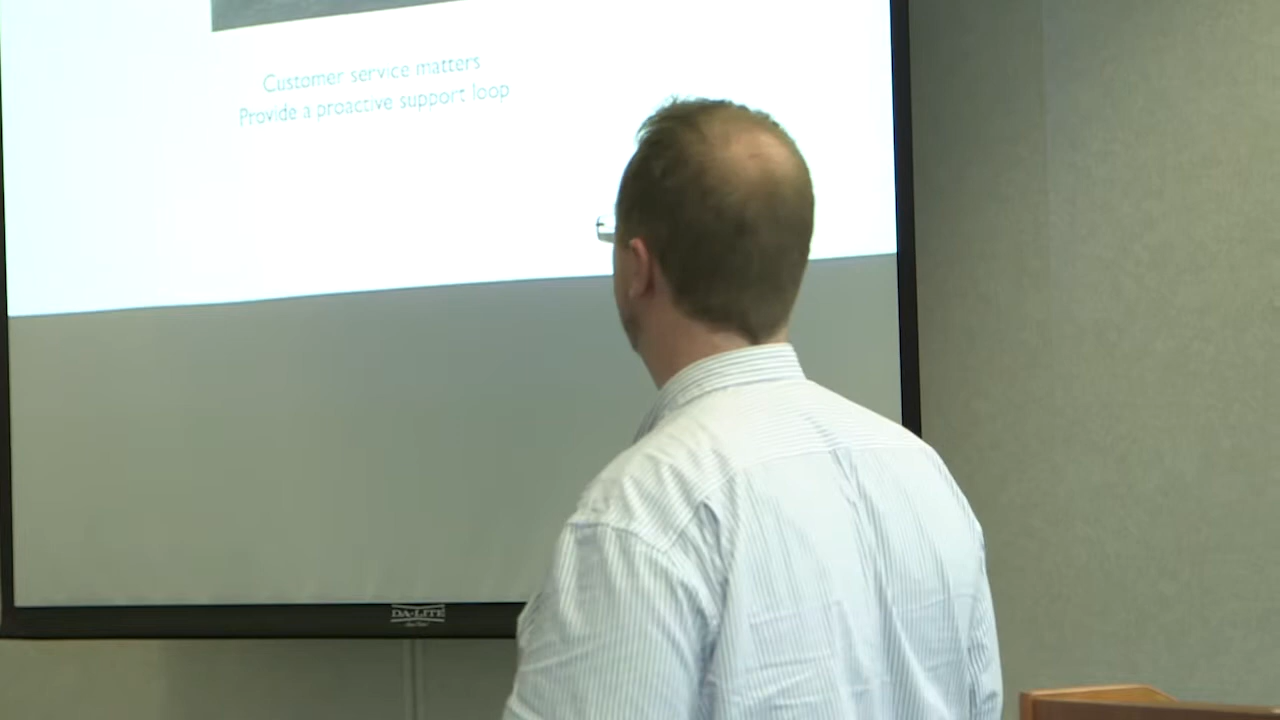 Customer service matters
Provide a proactive support loop
DA-LITE